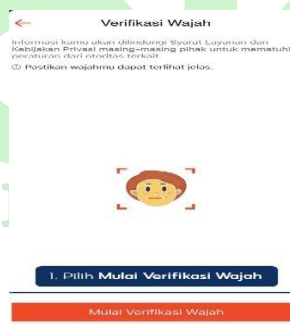 Verifikasi Wajah
Informasi kamu akan dilindungi Syarat Layanan dan
Kebijakan Privasi masing-masing pihak untuk mematuhi
peraturan dari otoritas terkait.
Pastikan wajahmu dapat terlihat jelas.
1. Pilih Mulai Verifikasi Wajah
Mulai Verifikasi Wajah